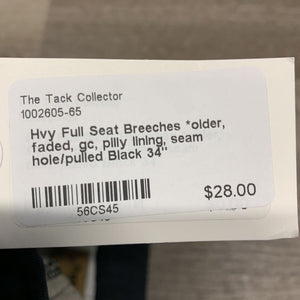 The Tack Collector
1002605-65
Hvy Full Seat Breeches *older,
faded, gc, pilly lining, seam
hole/pulled Black 34"
56CS45
$28.00